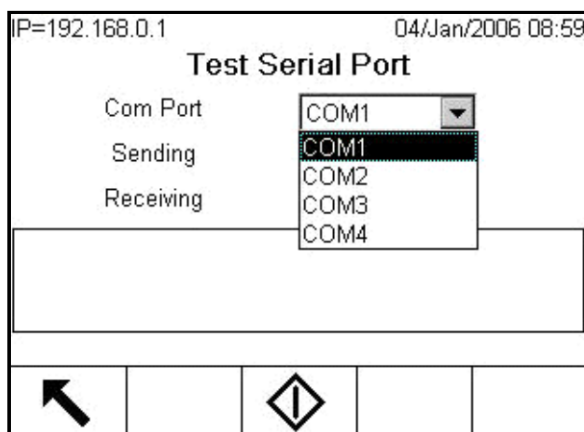 IP=192.168.0.1 04/Jan/2006 08:59
Test Serial Port
Com Port COM1
Sending COM1
COM2
Receiving COM3
COM4